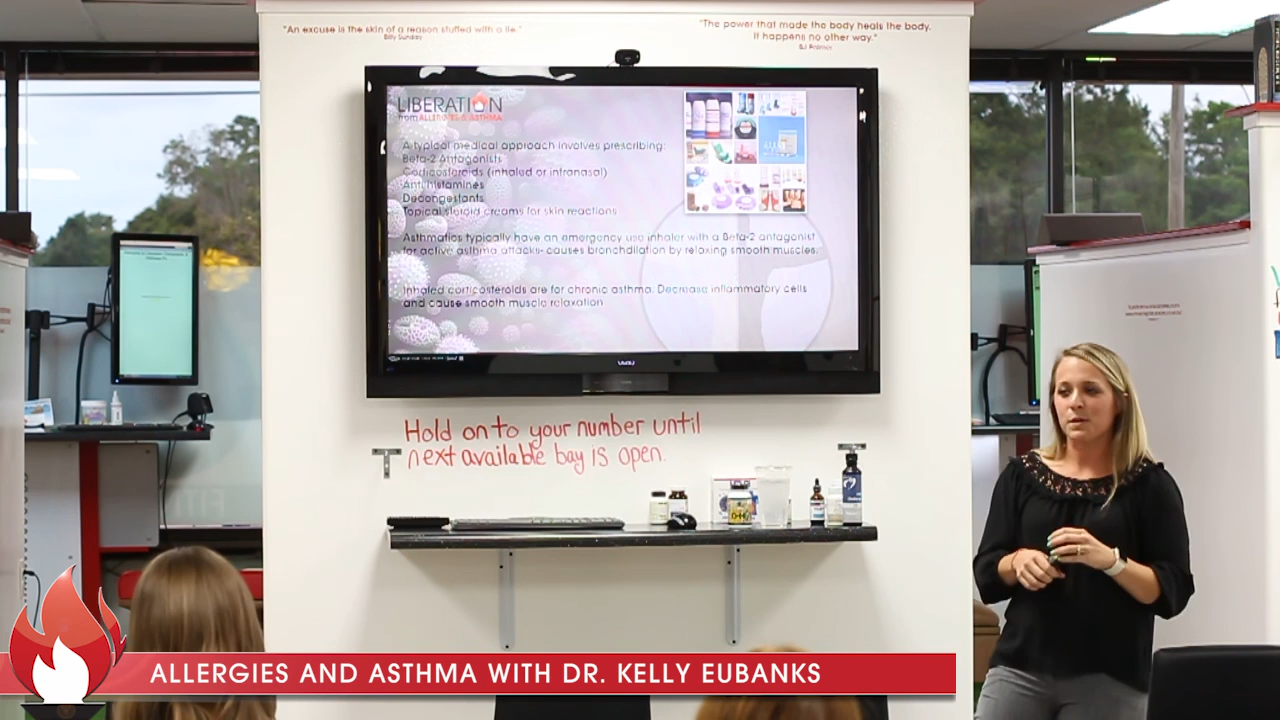 "An excuse is the skin of a reason stuffed with a lie."
Billy Sunday
"The power that made the body heals the body.
It happens no other way."
BJ Palmer
LIBERATION
from ALLERGIES & ASTHMA
A typical medical approach involves prescribing:
Beta-2 Antagonists
Corticosteroids (inhaled or intranasal)
Anti histamines
Decongestants
Topical steroid creams for skin reactions
Asthmatics typically have an emergency use inhaler with a Beta-2 antagonist
for active asthma attacks- causes bronchdilation by relaxing smooth muscles.
Inhaled corticosteroids are for chronic asthma. Decrease inflammatory cells
and cause smooth muscle relaxation
VIZIO
Hold on to your number until
next available bay is open.
ALLERGIES AND ASTHMA WITH DR. KELLY EUBANKS